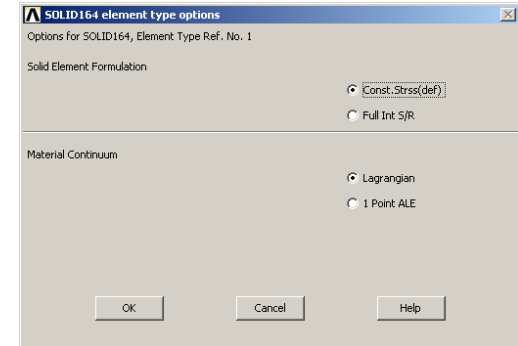 SOLID164 element type options
Options for SOLID164, Element Type Ref. No. 1
Solid Element Formulation
Const.Strss(def)
Full Int S/R
Material Continuum
Lagrangian
1 Point ALE
OK Cancel Help